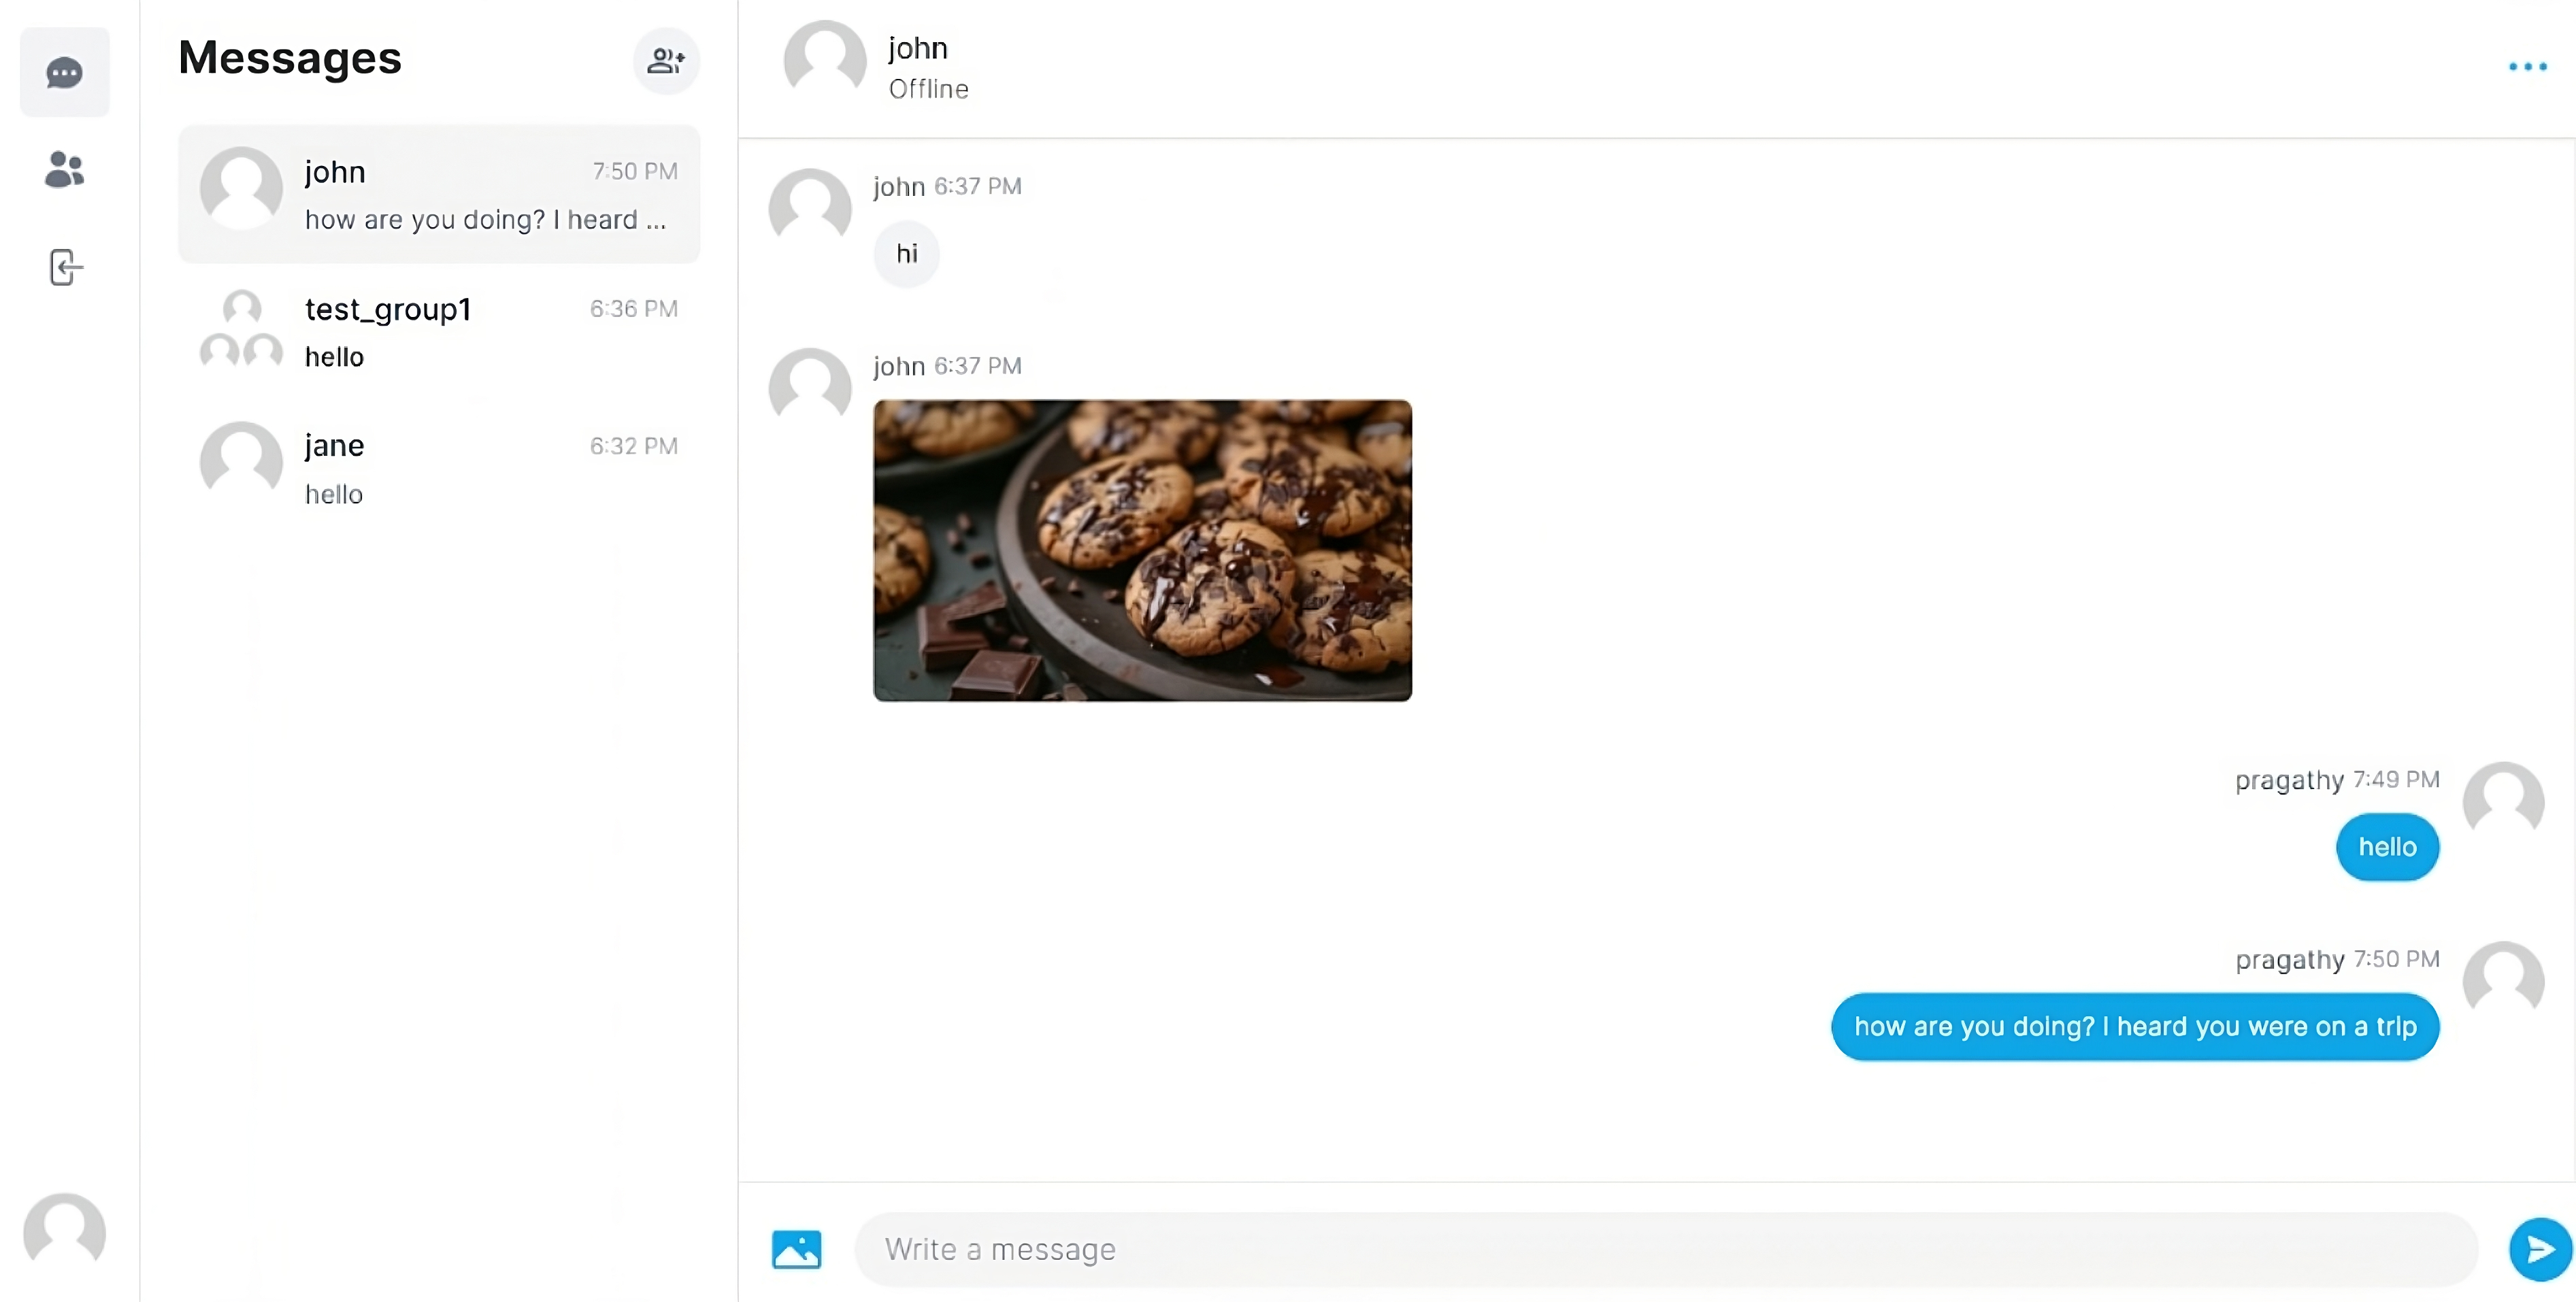 Messages
john 7:50 PM
how are you doing? I heard ...
test_group1 6:36 PM
hello
jane 6:32 PM
hello
john
Offline
john 6:37 PM
hi
john 6:37 PM
pragathy 7:49 PM
hello
pragathy 7:50 PM
how are you doing? I heard you were on a trip
Write a message